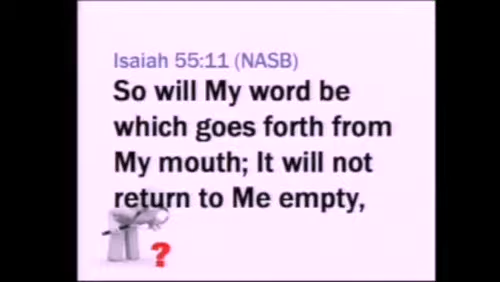 Isaiah 55:11 (NASB)
So will My word be
which goes forth from
My mouth; It will not
return to Me empty,
?